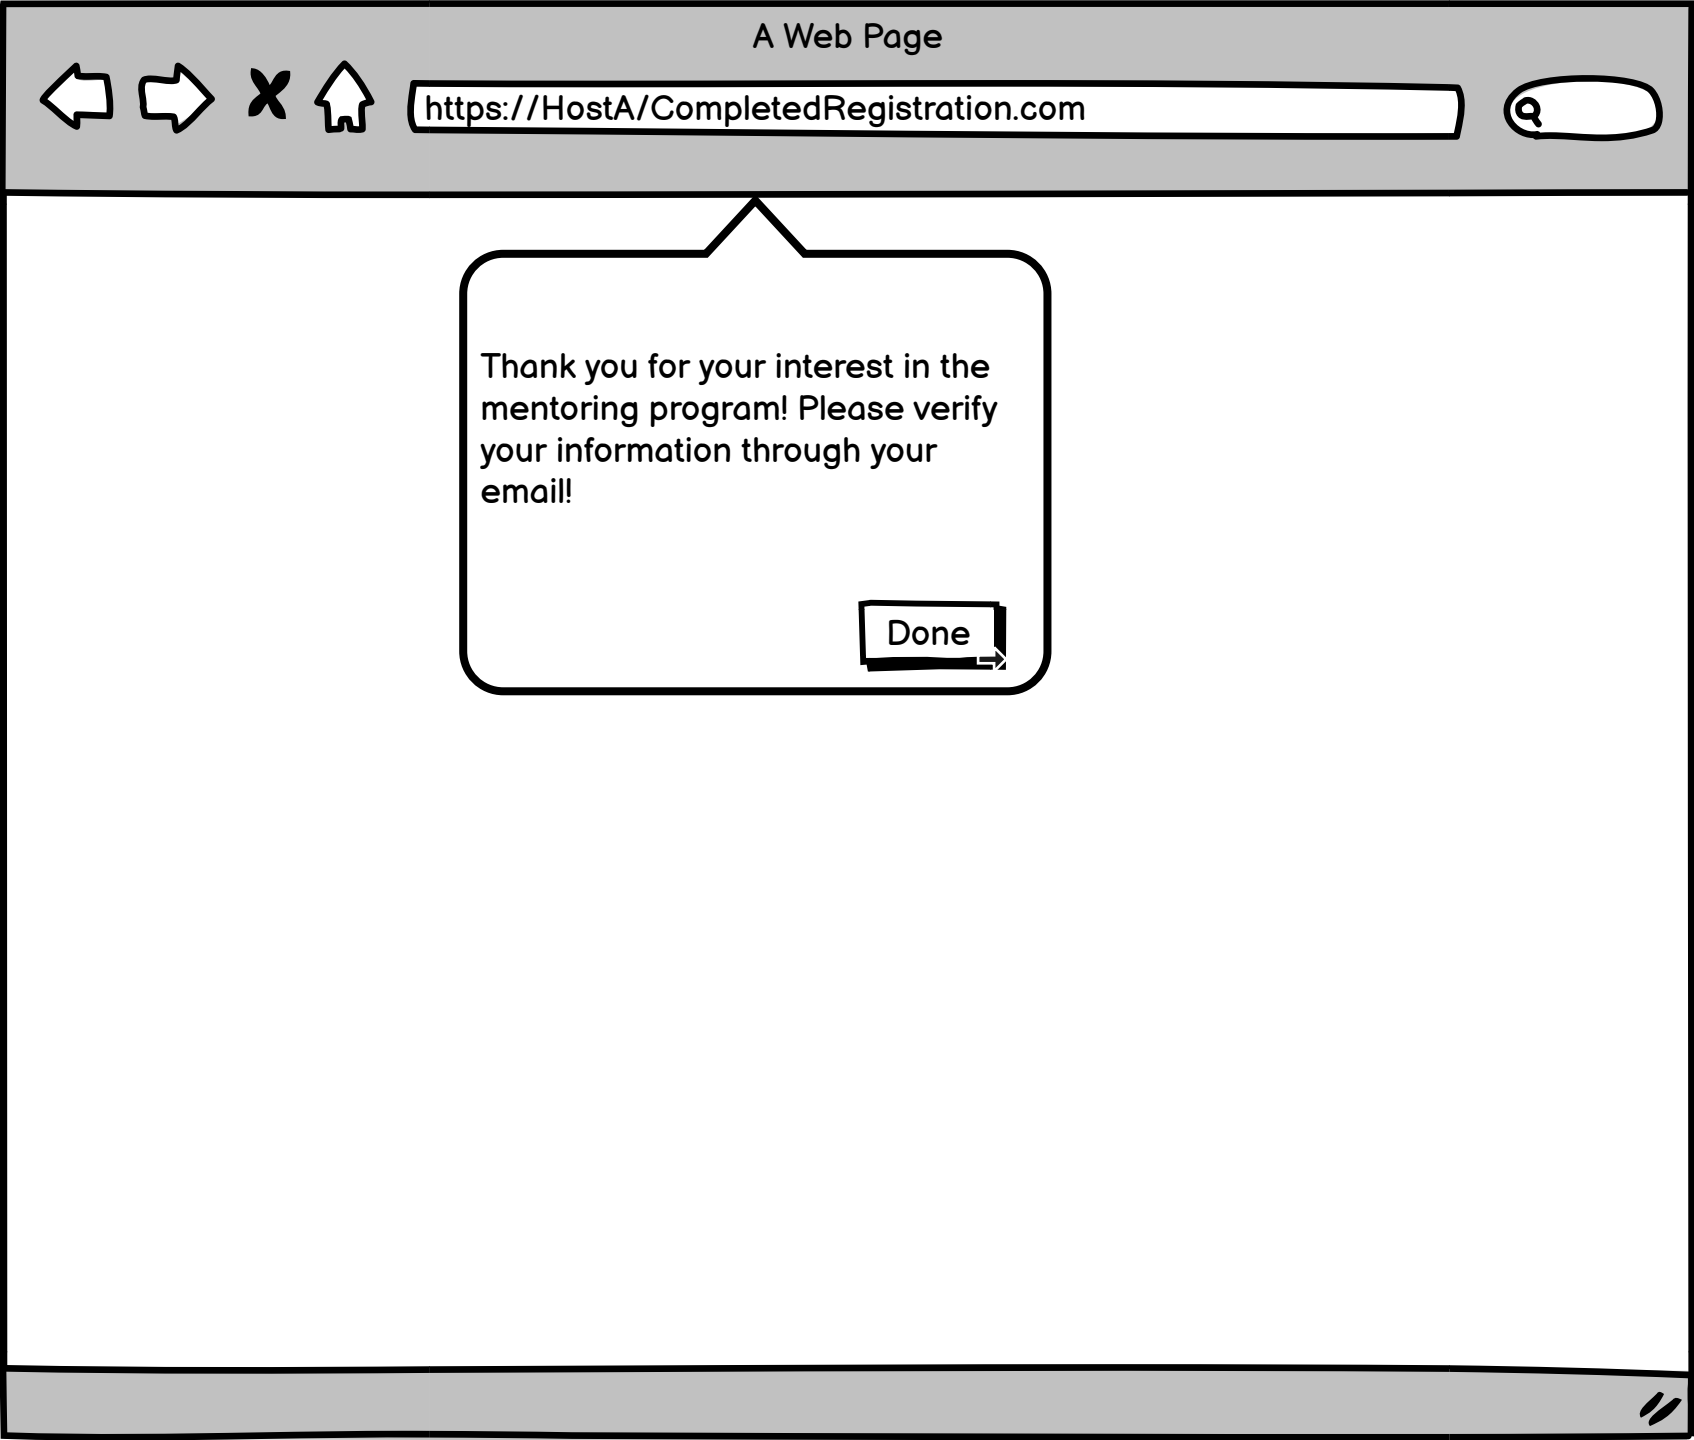 A Web Page
https://HostA/CompletedRegistration.com
Thank you for your interest in the
mentoring program! Please verify
your information through your
email!
Done